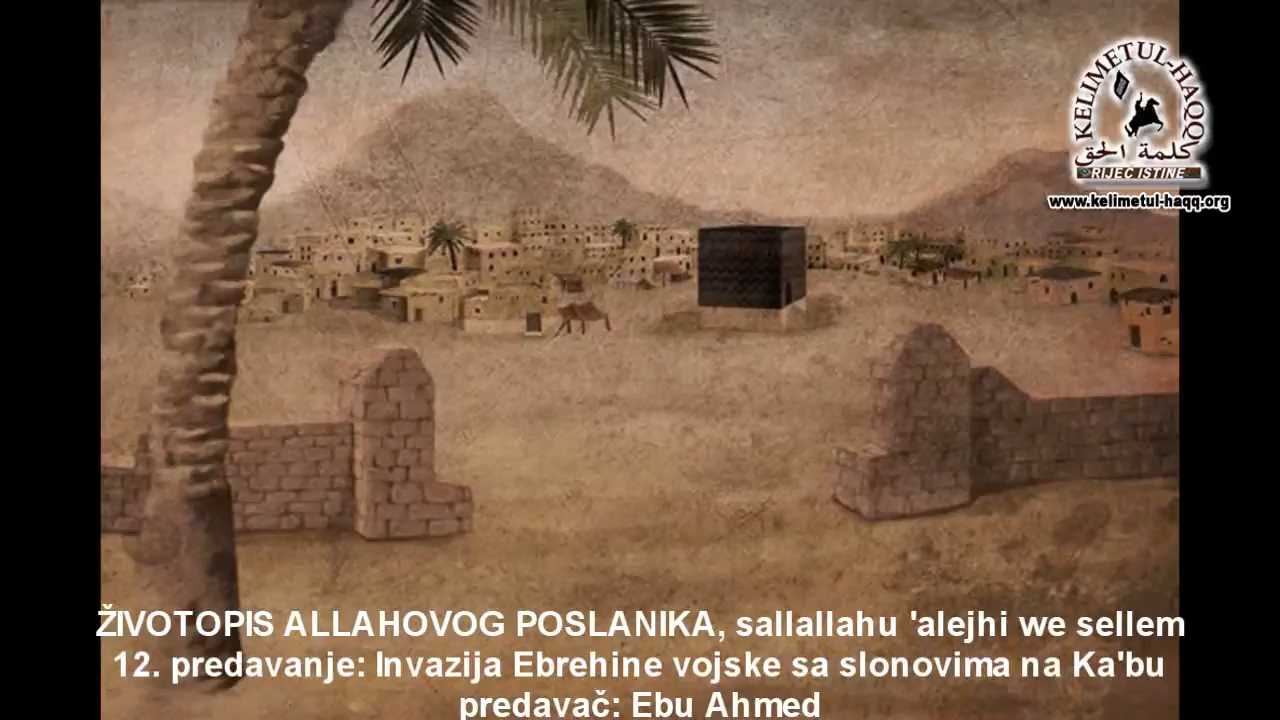 KELIMETUL-HAQQ
كلمة الحق
RIJEČ ISTINE
www.kelimetul-haqq.org
ŽIVOTOPIS ALLAHOVOG POSLANIKA, sallallahu 'alejhi we sellem
12. predavanje: Invazija Ebrehine vojske sa slonovima na Ka'bu
predavač: Ebu Ahmed